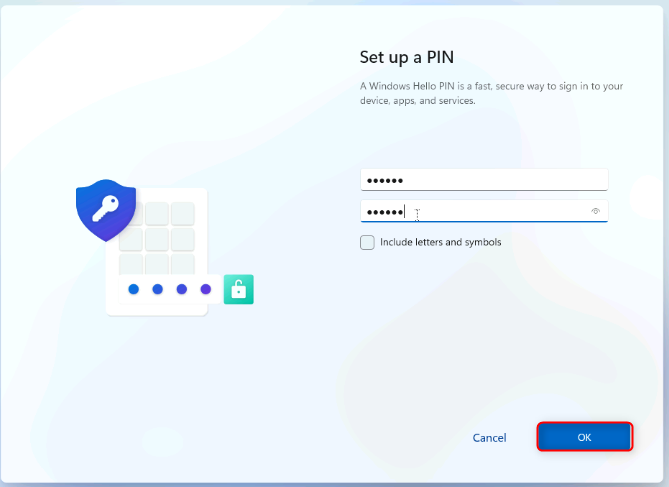 Set up a PIN
A Windows Hello PIN is a fast, secure way to sign in to your
device, apps, and services.
●●●●●●
●●●●●●
Include letters and symbols
Cancel
OK